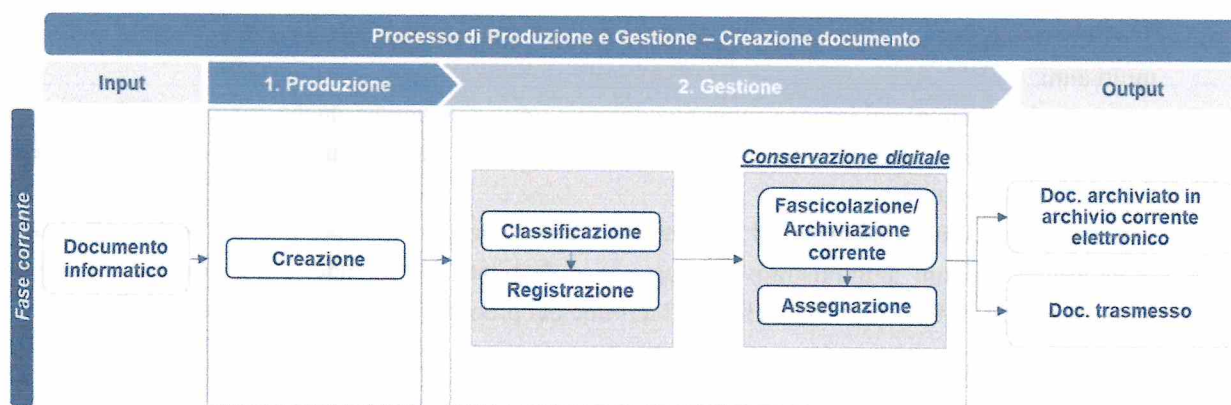 Processo di Produzione e Gestione – Creazione documento
Input
1. Produzione
2. Gestione
Output
Fase corrente
Documento
informatico
Creazione
Classificazione
Registrazione
Conservazione digitale
Fascicolazione/
Archiviazione
corrente
Assegnazione
Doc. archiviato in
archivio corrente
elettronico
Doc. trasmesso